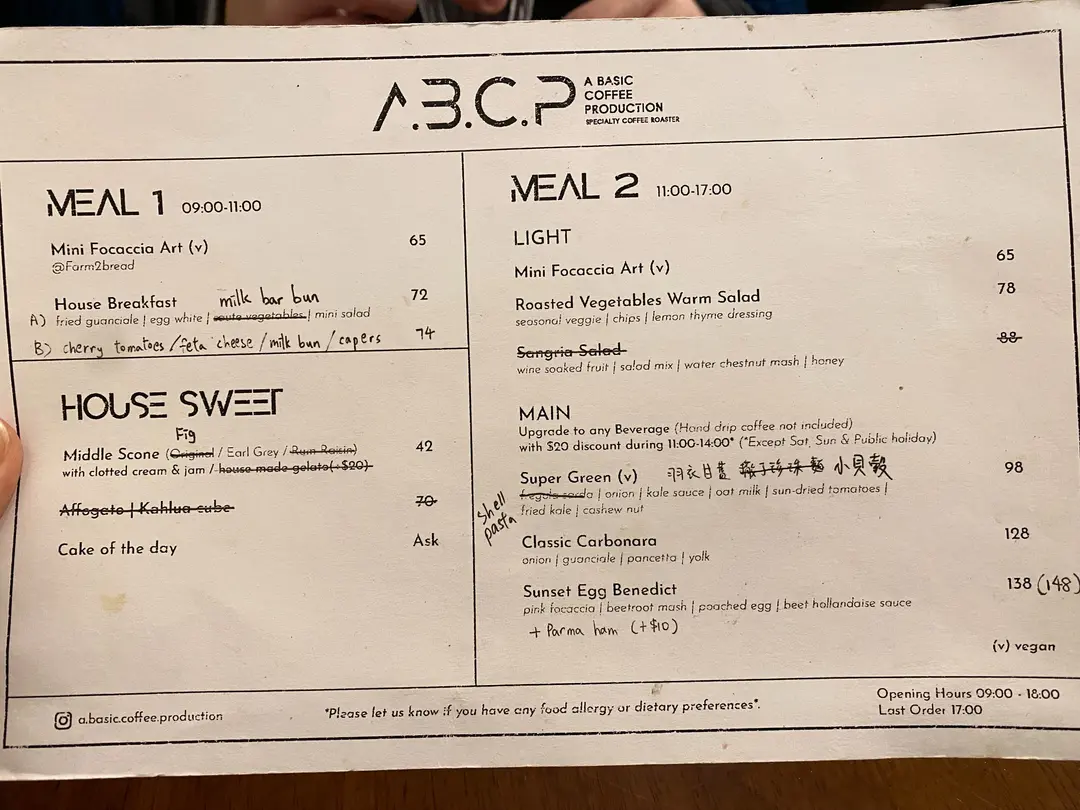 A.B.C.P
A BASIC
COFFEE
PRODUCTION
SPECIALTY COFFEE ROASTER
MEAL 1 09:00-11:00
Mini Focaccia Art (v) 65
@Farm2bread
House Breakfast milk bar bun 72
A) fried guanciale | egg white | saute vegetables | mini salad
B) cherry tomatoes / feta cheese / milk bun / capers 74
HOUSE SWEET
Fig
Middle Scone (Original / Earl Grey / Rum Raisin) 42
with clotted cream & jam / house made gelato(+$20)
Affogato | Kahlua cube 70
Cake of the day Ask
MEAL 2 11:00-17:00
LIGHT
Mini Focaccia Art (v) 65
Roasted Vegetables Warm Salad 78
seasonal veggie | chips | lemon thyme dressing
Sangria Salad 88
wine soaked fruit | salad mix | water chestnut mash | honey
MAIN
Upgrade to any Beverage (Hand drip coffee not included)
with $20 discount during 11:00-14:00* (*Except Sat, Sun & Public holiday)
Super Green (v) 羽衣甘藍 小貝殼 98
Shell
pasta
fregola sarda | onion | kale sauce | oat milk | sun-dried tomatoes |
fried kale | cashew nut
Classic Carbonara 128
onion | guanciale | pancetta | yolk
Sunset Egg Benedict 138 (148)
pink focaccia | beetroot mash | poached egg | beet hollandaise sauce
+ Parma ham (+$10)
(v) vegan
a.basic.coffee.production
*Please let us know if you have any food allergy or dietary preferences*.
Opening Hours 09:00 - 18:00
Last Order 17:00